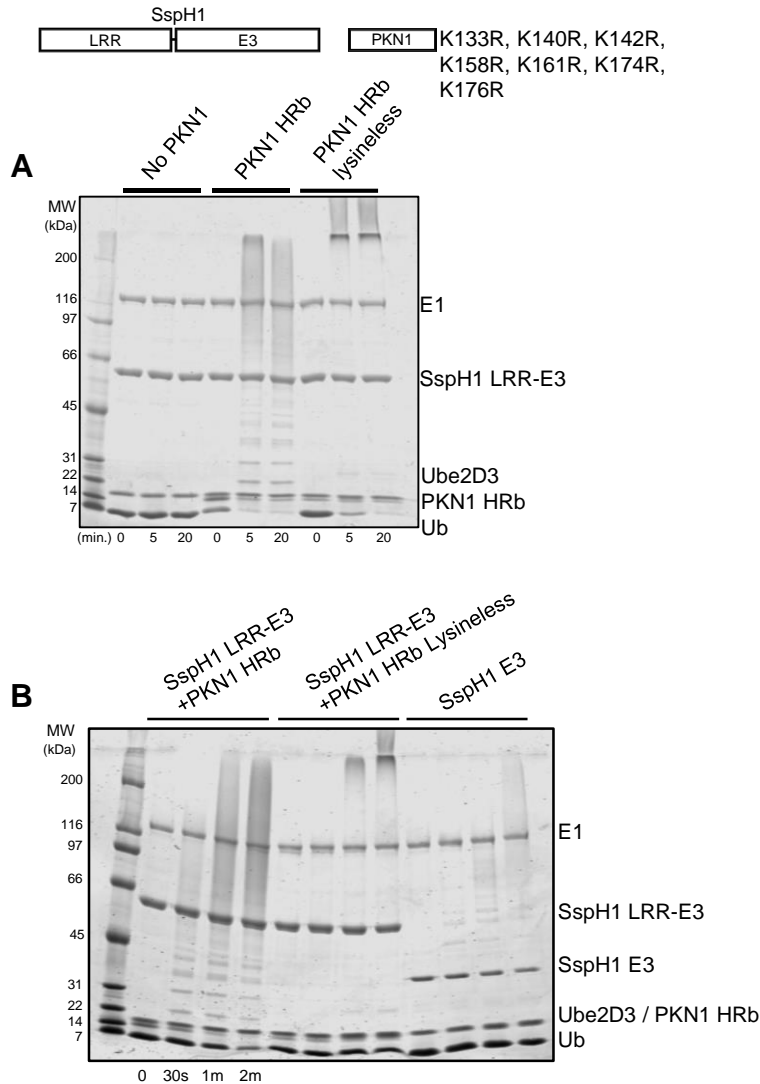 SspH1
LRR E3 PKN1 K133R, K140R, K142R,
K158R, K161R, K174R,
K176R
A
No PKN1
PKN1 HRb
PKN1 HRb
lysineless
MW
(kDa)
200
116
97
66
45
31
22
14
7
E1
SspH1 LRR-E3
Ube2D3
PKN1 HRb
Ub
(min.) 0 5 20 0 5 20 0 5 20
B
SspH1 LRR-E3
+PKN1 HRb
SspH1 LRR-E3
+PKN1 HRb Lysineless
SspH1 E3
MW
(kDa)
200
116
97
66
45
31
22
14
7
E1
SspH1 LRR-E3
SspH1 E3
Ube2D3 / PKN1 HRb
Ub
0 30s 1m 2m